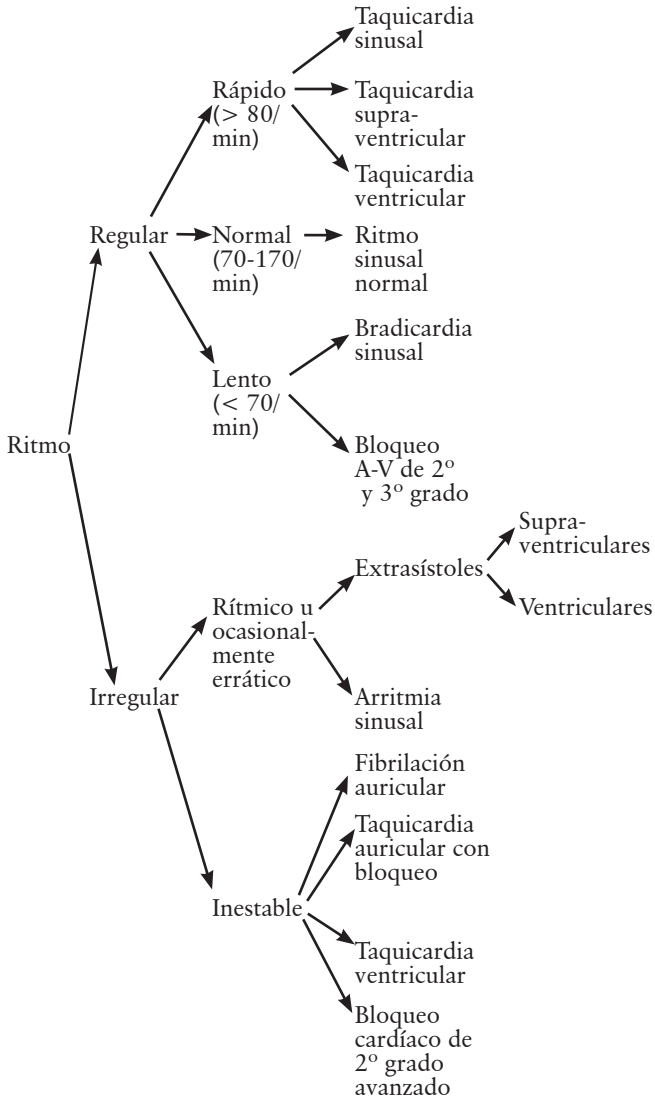 Taquicardia
sinusal
Rápido
(> 80/
min)
Taquicardia
supra-
ventricular
Taquicardia
ventricular
Regular
Normal
(70-170/
min)
Ritmo
sinusal
normal
Lento
(< 70/
min)
Bradicardia
sinusal
Bloqueo
A-V de 2º
y 3º grado
Ritmo
Irregular
Rítmico u
ocasional-
mente
errático
Extrasístoles
Supra-
ventriculares
Ventriculares
Arritmia
sinusal
Inestable
Fibrilación
auricular
Taquicardia
auricular con
bloqueo
Taquicardia
ventricular
Bloqueo
cardíaco de
2º grado
avanzado